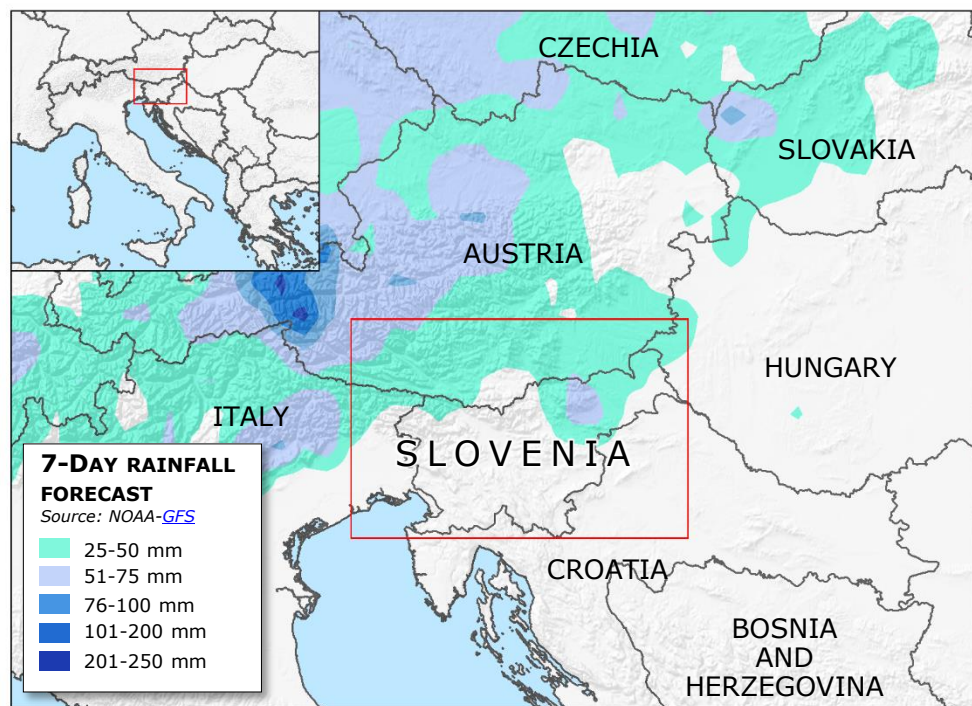 CZECHIA
SLOVAKIA
AUSTRIA
HUNGARY
ITALY
SLOVENIA
CROATIA
BOSNIA
AND
HERZEGOVINA
7-DAY RAINFALL
FORECAST
Source: NOAA-GFS
25-50 mm
51-75 mm
76-100 mm
101-200 mm
201-250 mm